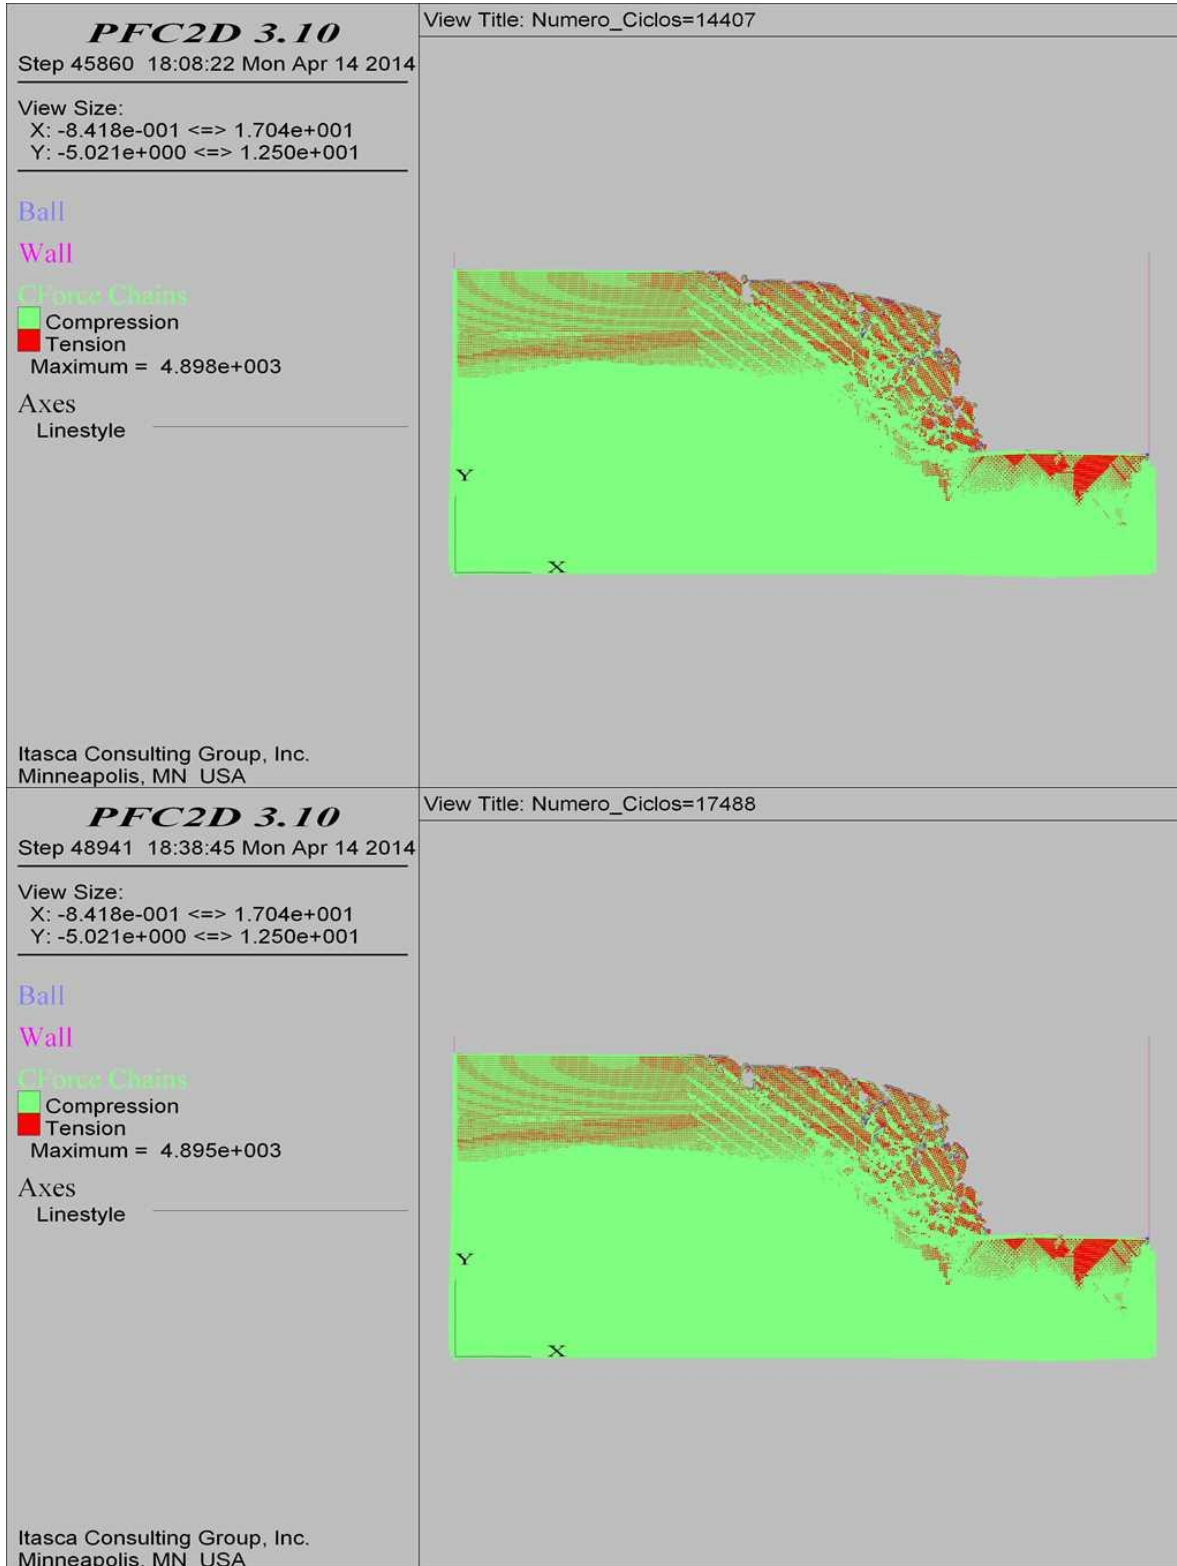 PFC2D 3.10
Step 45860  18:08:22 Mon Apr 14 2014
View Size:
X: -8.418e-001 <=> 1.704e+001
Y: -5.021e+000 <=> 1.250e+001
Ball
Wall
CForce Chains
Compression
Tension
Maximum =  4.898e+003
Axes
Linestyle
Itasca Consulting Group, Inc.
Minneapolis, MN  USA
View Title: Numero_Ciclos=14407
Y
X
PFC2D 3.10
Step 48941  18:38:45 Mon Apr 14 2014
View Size:
X: -8.418e-001 <=> 1.704e+001
Y: -5.021e+000 <=> 1.250e+001
Ball
Wall
CForce Chains
Compression
Tension
Maximum =  4.895e+003
Axes
Linestyle
Itasca Consulting Group, Inc.
Minneapolis, MN  USA
View Title: Numero_Ciclos=17488
Y
X